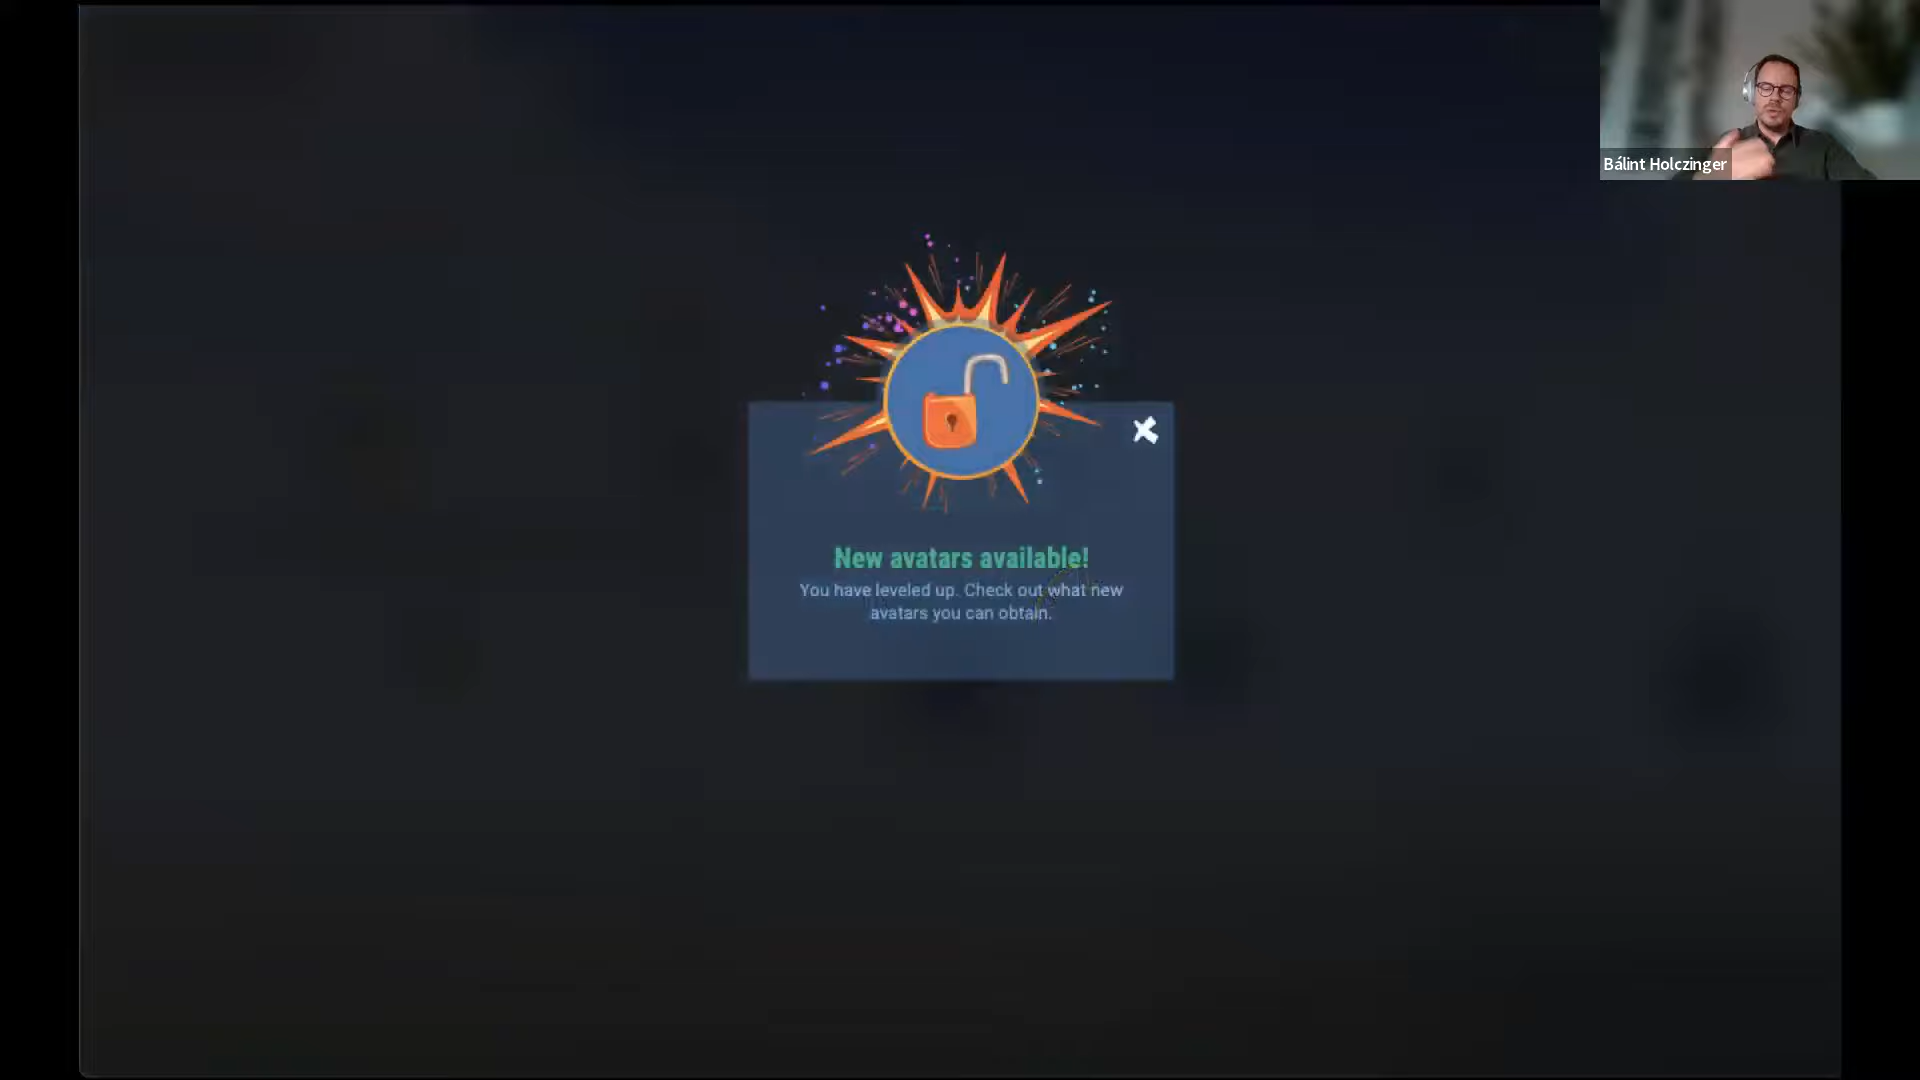 Bálint Holczinger
New avatars available!
You have leveled up. Check out what new
avatars you can obtain.